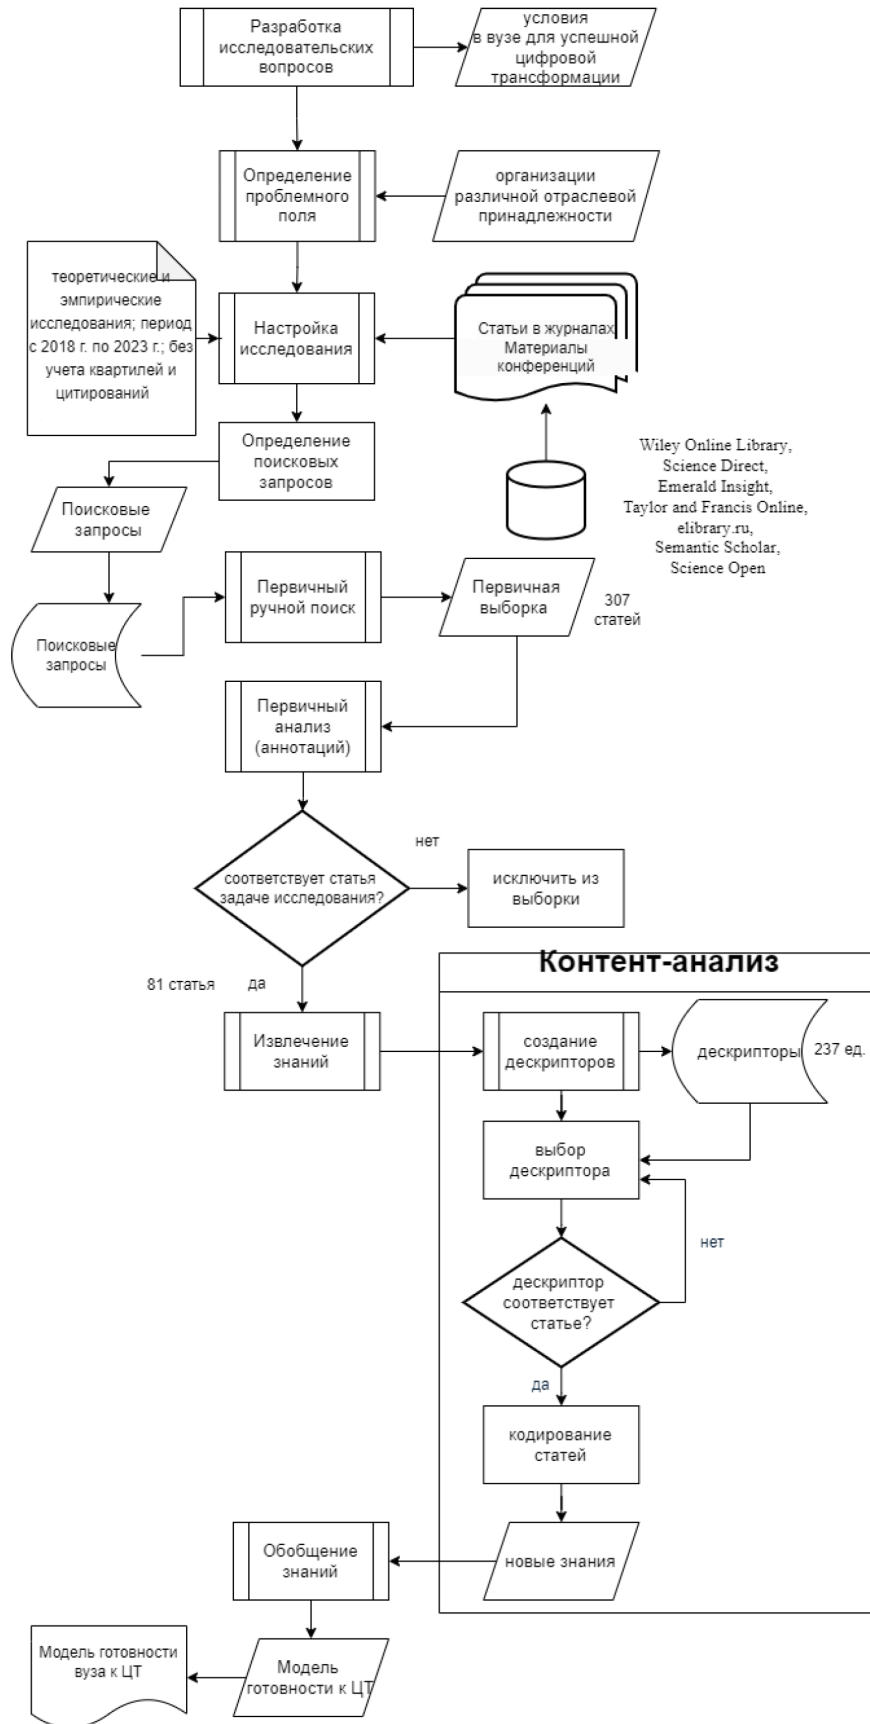 Разработка
исследовательских
вопросов
условия
в вузе для успешной
цифровой
трансформации
Определение
проблемного
поля
организации
различной отраслевой
принадлежности
теоретические и
эмпирические
исследования; период
с 2018 г. по 2023 г.; без
учета квартилей и
цитирований
Настройка
исследования
Статьи в журналах
Материалы
конференций
Определение
поисковых
запросов
Wiley Online Library,
Science Direct,
Emerald Insight,
Taylor and Francis Online,
elibrary.ru,
Semantic Scholar,
Science Open
Поисковые
запросы
Первичный
ручной поиск
Первичная
выборка
307
статей
Поисковые
запросы
Первичный
анализ
(аннотаций)
соответствует статья
задаче исследования?
нет
исключить из
выборки
81 статья
да
Контент-анализ
Извлечение
знаний
создание
дескрипторов
дескрипторы
237 ед.
выбор
дескриптора
нет
дескриптор
соответствует
статье?
да
кодирование
статей
новые знания
Обобщение
знаний
Модель
готовности к ЦТ
Модель готовности
вуза к ЦТ